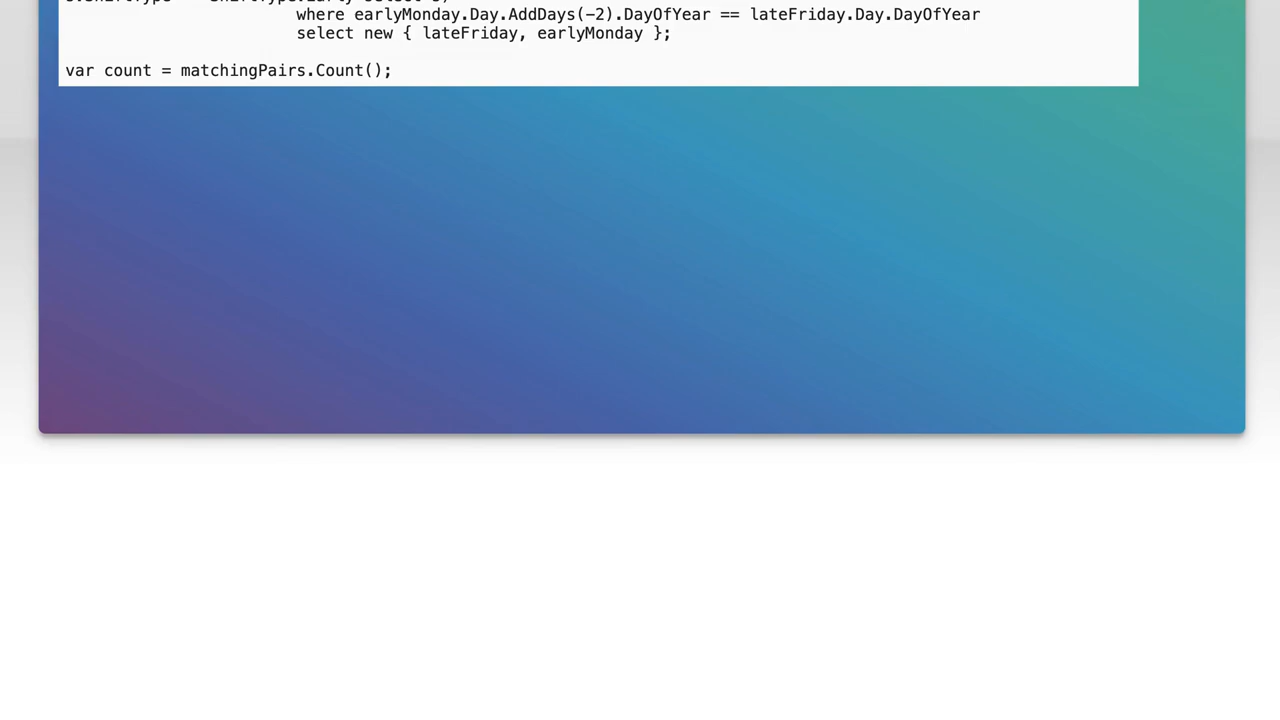 where earlyMonday.Day.AddDays(-2).DayOfYear == lateFriday.Day.DayOfYear
select new { lateFriday, earlyMonday };
var count = matchingPairs.Count();